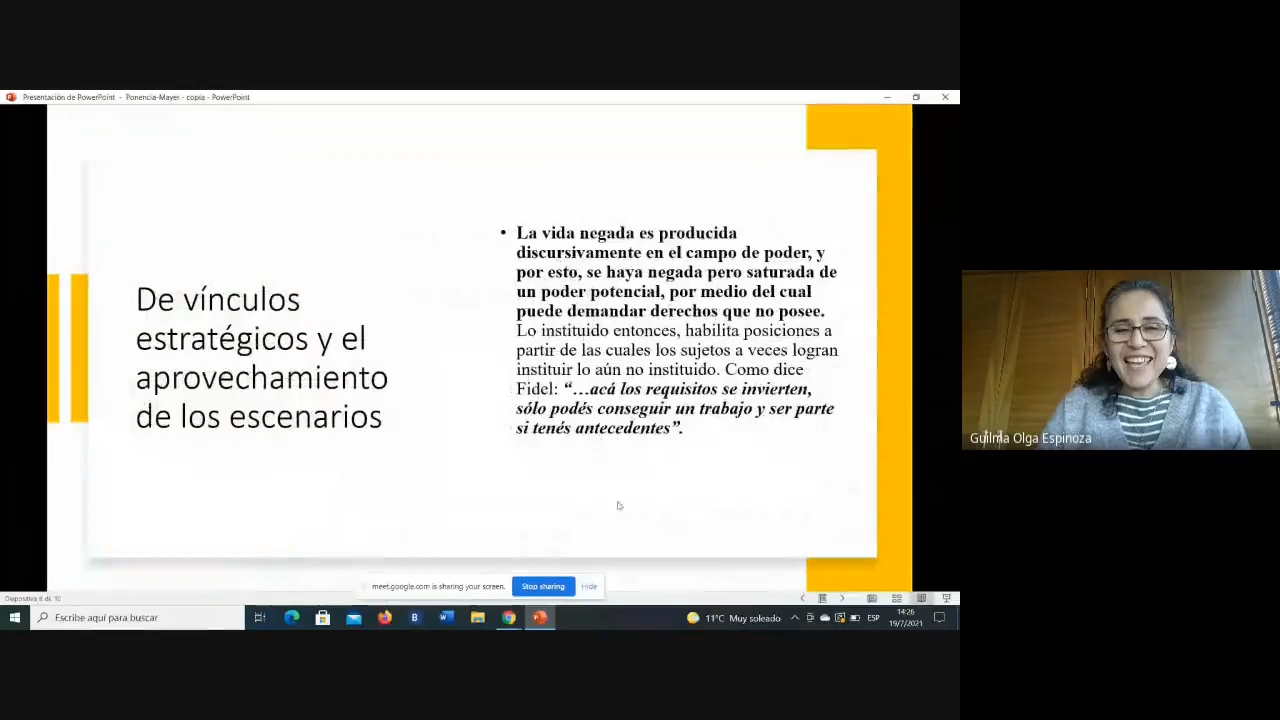 Presentación de PowerPoint - Ponencia-Mayer - copia - PowerPoint
De vínculos
estratégicos y el
aprovechamiento
de los escenarios
• La vida negada es producida
discursivamente en el campo de poder, y
por esto, se haya negada pero saturada de
un poder potencial, por medio del cual
puede demandar derechos que no posee.
Lo instituido entonces, habilita posiciones a
partir de las cuales los sujetos a veces logran
instituir lo aún no instituido. Como dice
Fidel: “…acá los requisitos se invierten,
sólo podés conseguir un trabajo y ser parte
si tenés antecedentes”.
Guilma Olga Espinoza
meet.google.com is sharing your screen.
Stop sharing
Hide
Diapositiva 8 de 10
Escribe aquí para buscar
11°C Muy soleado
ESP
14:26
19/7/2021